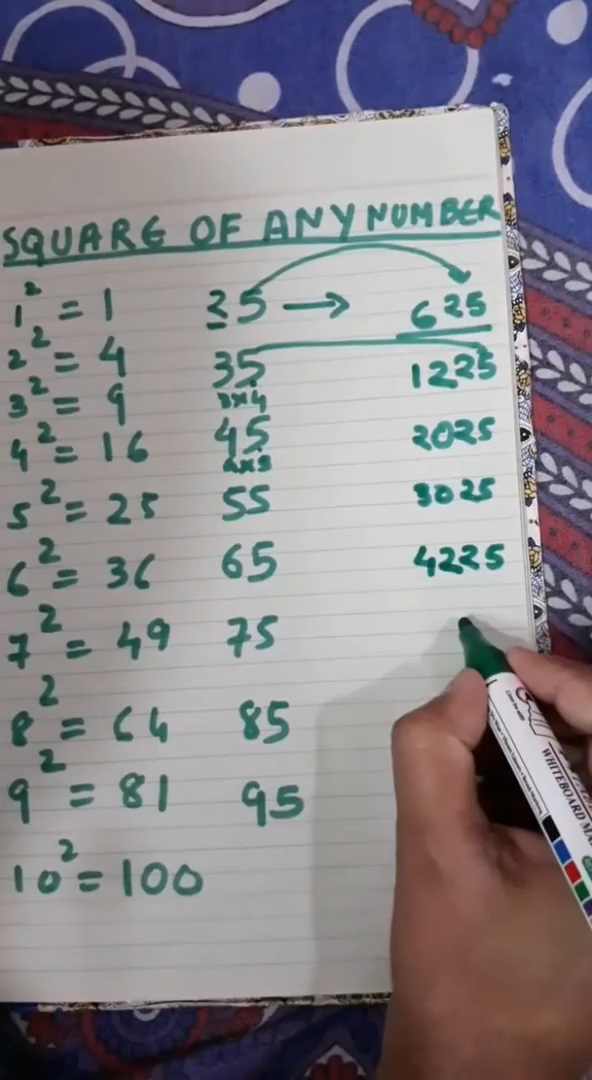 SQUARE OF ANY NUMBER
1² = 1 25 → 625
2² = 4 35 1225
3² = 9 3x4
4² = 16 45 2025
4x5
5² = 25 55 3025
6² = 36 65 4225
7² = 49 75
8² = 64 85
9² = 81 95
10² = 100
WHITEBOARD MA